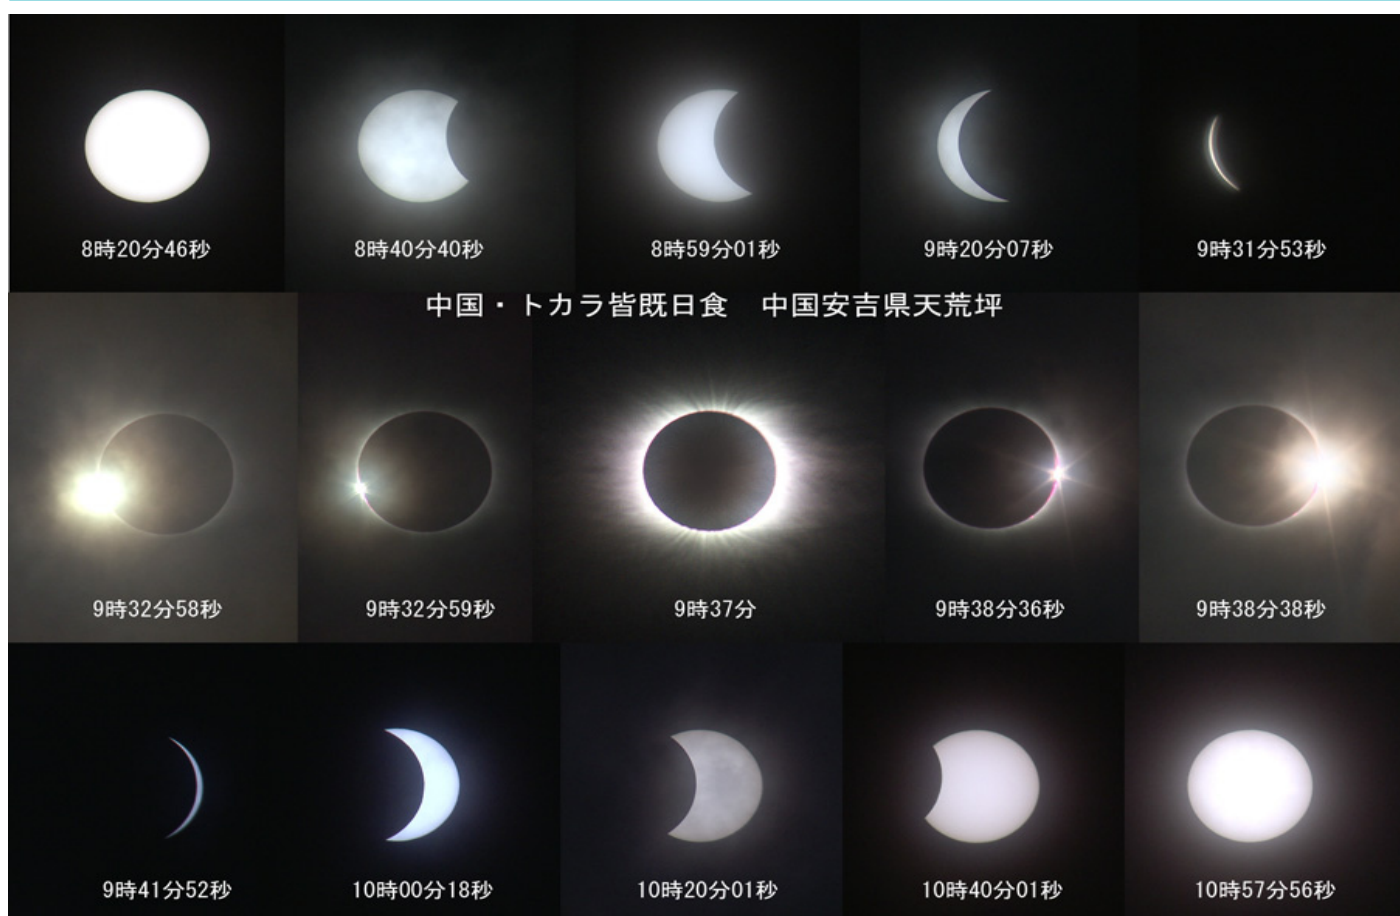 8時20分46秒
8時40分40秒
8時59分01秒
9時20分07秒
9時31分53秒
中国・トカラ皆既日食　中国安吉県天荒坪
9時32分58秒
9時32分59秒
9時37分
9時38分36秒
9時38分38秒
9時41分52秒
10時00分18秒
10時20分01秒
10時40分01秒
10時57分56秒